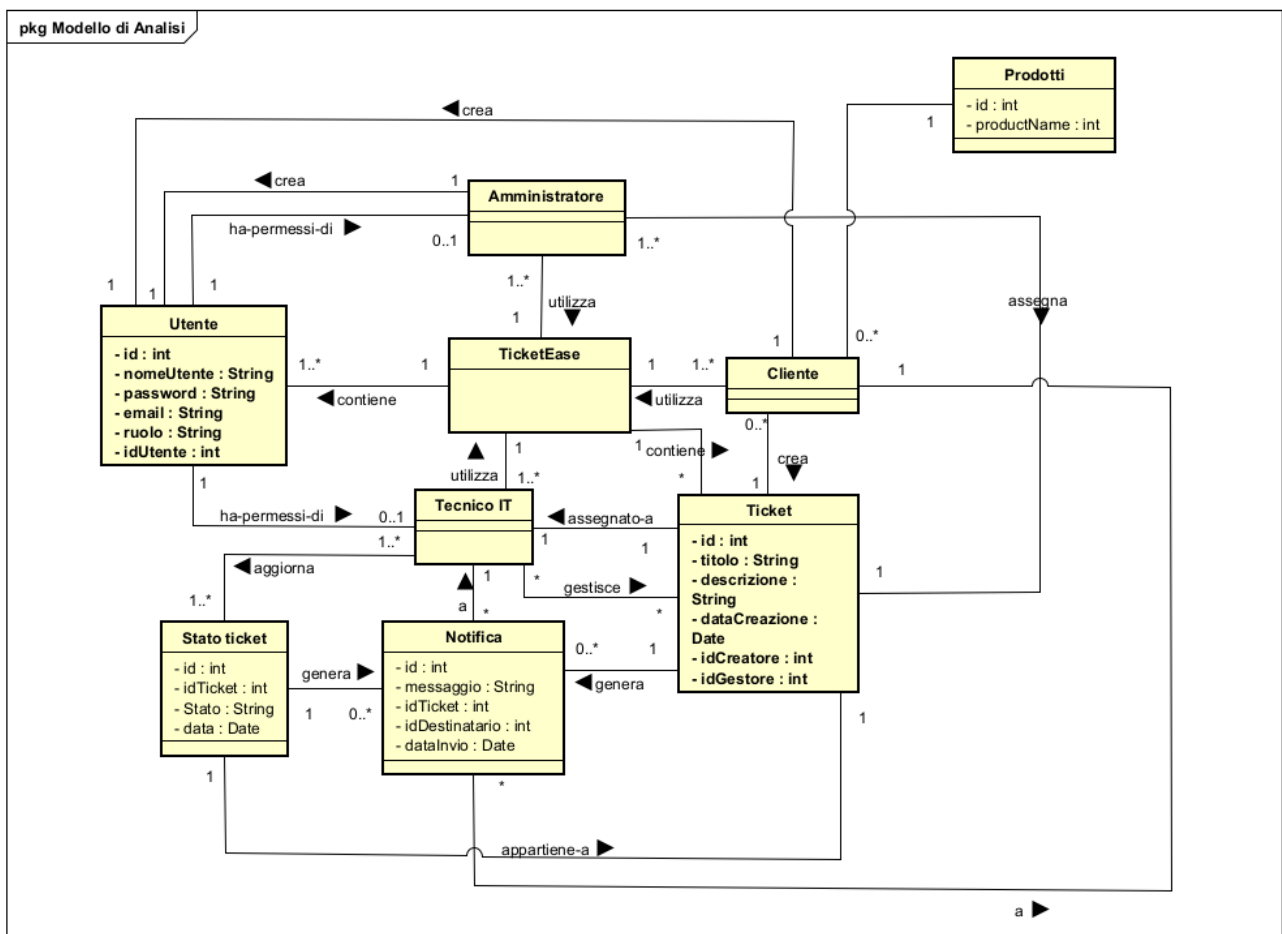 pkg Modello di Analisi
Prodotti
- id : int
- productName : int
1
crea
crea
1
Amministratore
ha-permessi-di
0..1
1..*
1
1
1
1..*
utilizza
1
assegna
Utente
- id : int
- nomeUtente : String
- password : String
- email : String
- ruolo : String
- idUtente : int
1..*
contiene
1
TicketEase
1
1..*
utilizza
1
0..*
Cliente
1
0..*
crea
1
1
contiene
*
1
utilizza
1..*
1
ha-permessi-di
0..1
Tecnico IT
1..*
aggiorna
1..*
assegnato-a
1
1
*
gestisce
*
1
a
*
Ticket
- id : int
- titolo : String
- descrizione :
String
- dataCreazione :
Date
- idCreatore : int
- idGestore : int
1
Stato ticket
- id : int
- idTicket : int
- Stato : String
- data : Date
genera
1
0..*
Notifica
- id : int
- messaggio : String
- idTicket : int
- idDestinatario : int
- dataInvio : Date
0..*
1
genera
1
1
*
appartiene-a
a